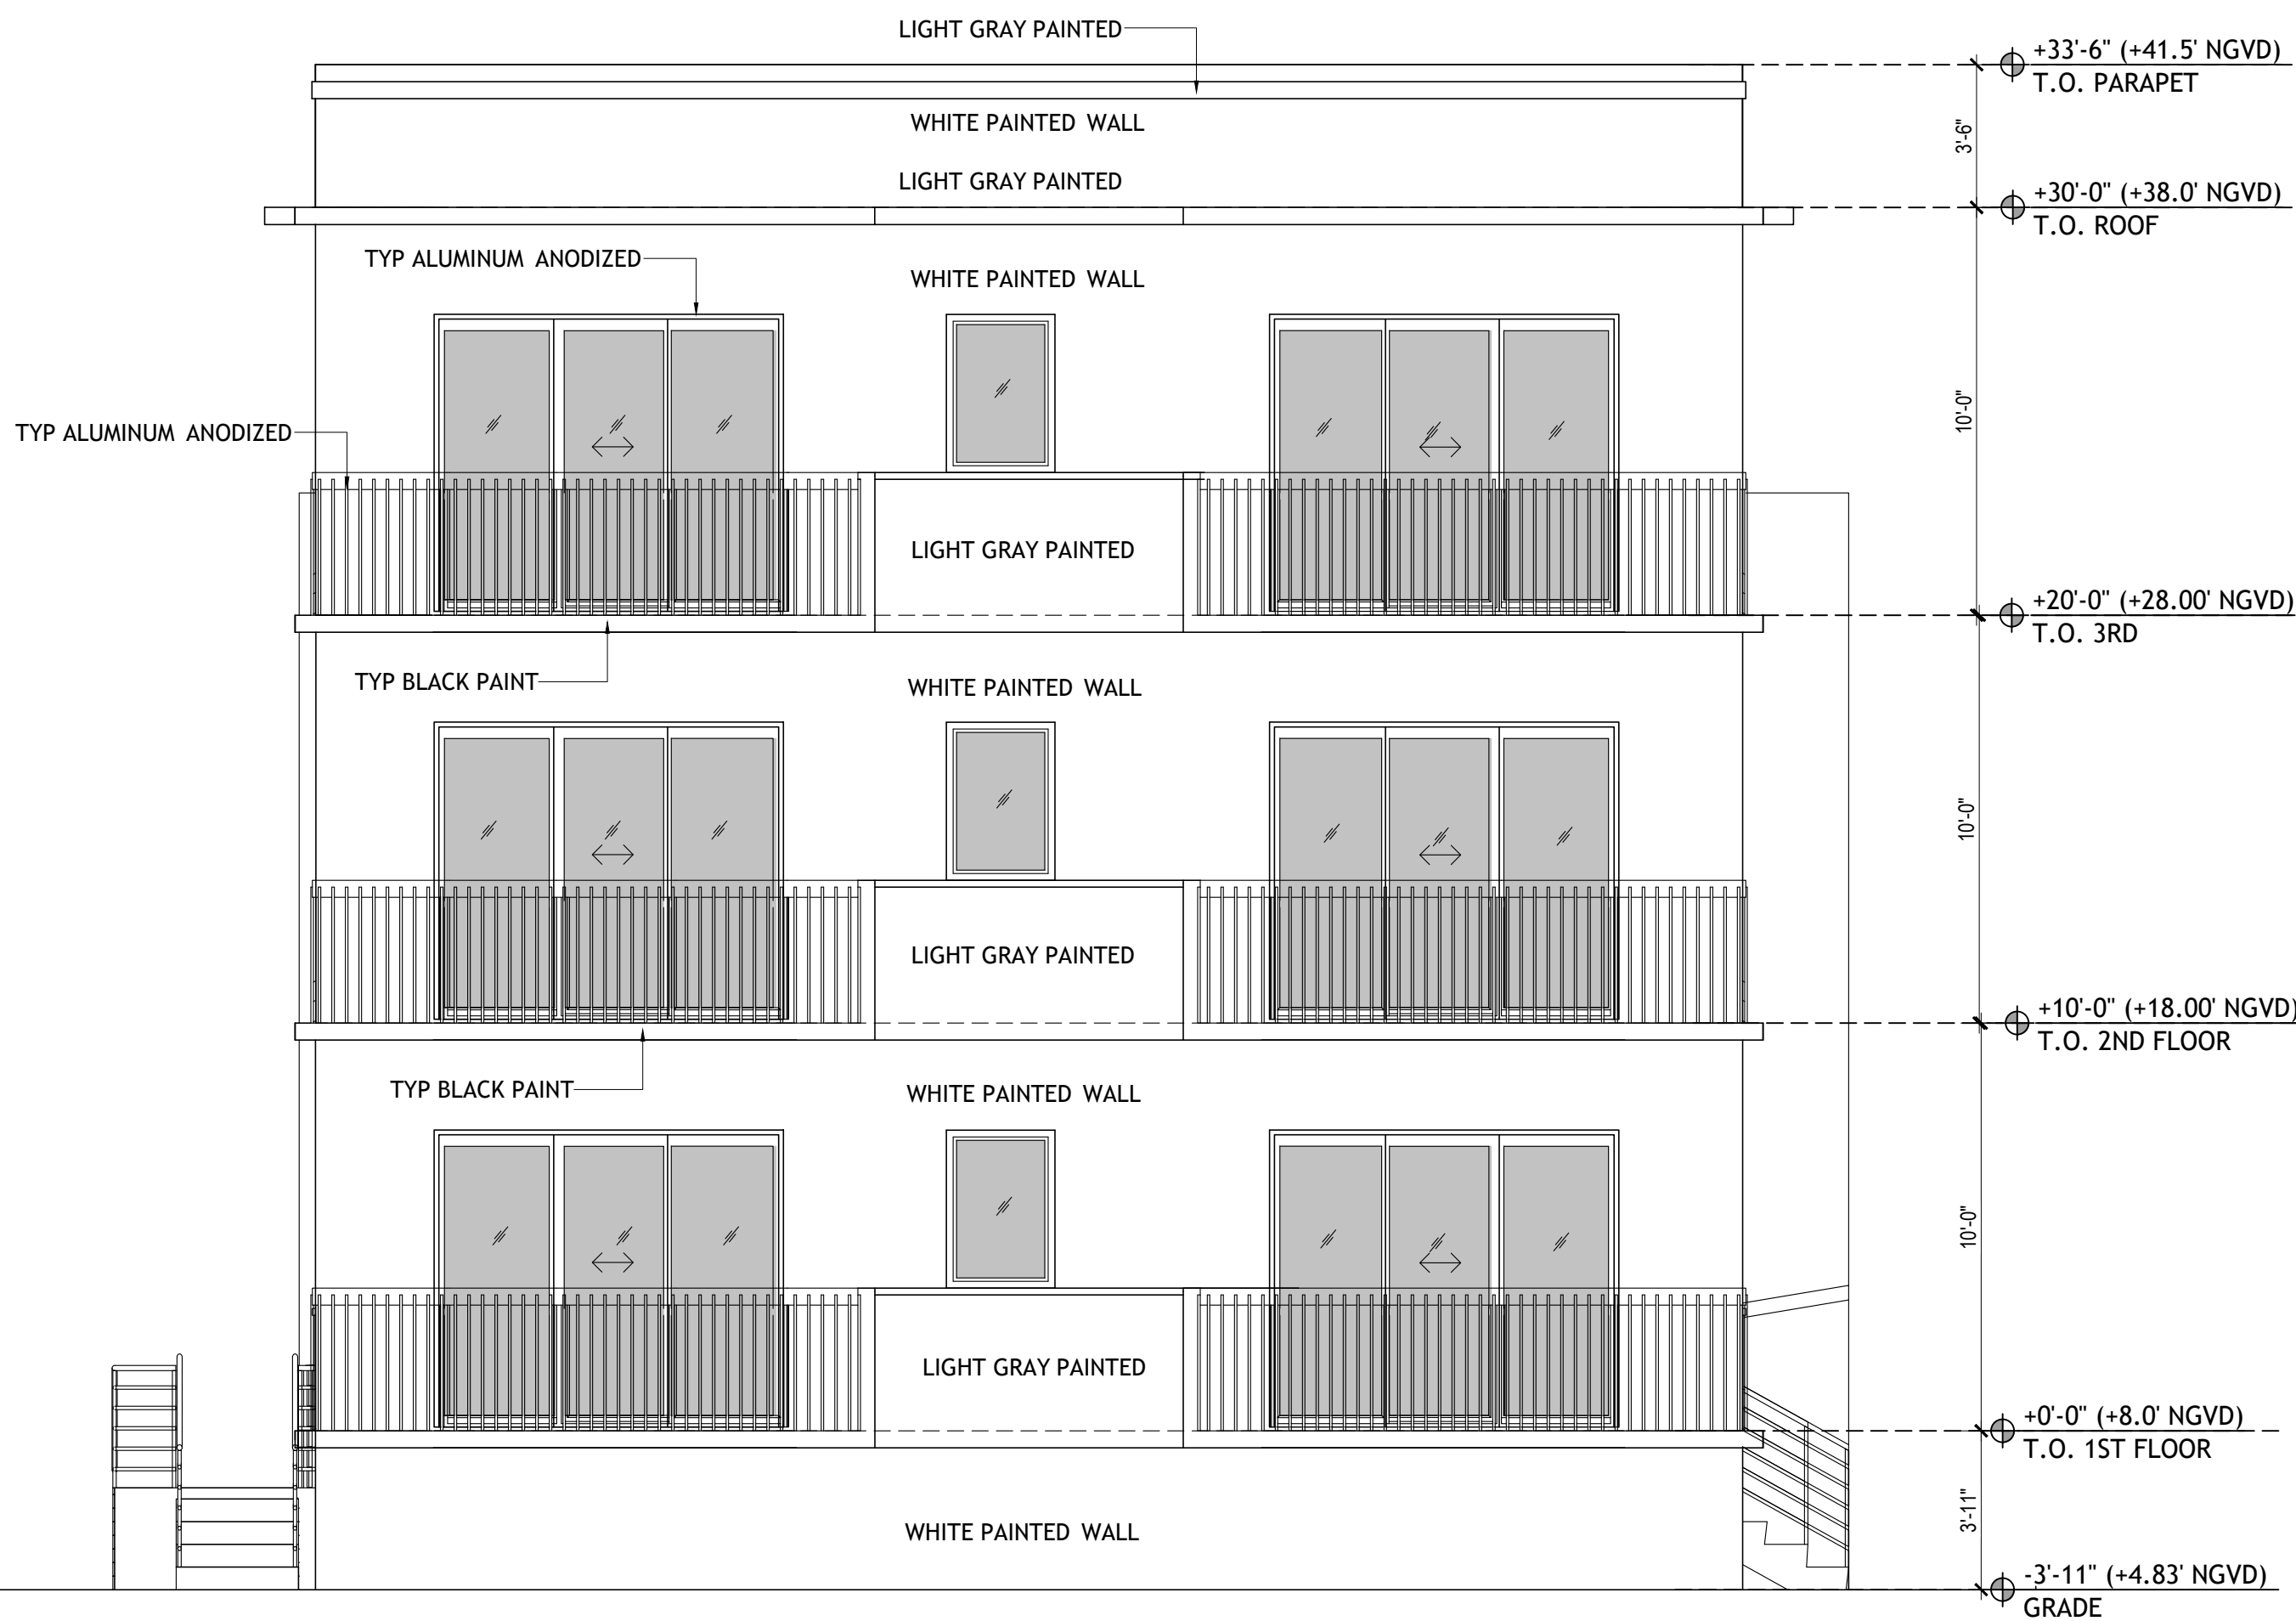 LIGHT GRAY PAINTED
+33'-6" (+41.5' NGVD)
T.O. PARAPET
WHITE PAINTED WALL
3'-6"
LIGHT GRAY PAINTED
+30'-0" (+38.0' NGVD)
T.O. ROOF
TYP ALUMINUM ANODIZED
WHITE PAINTED WALL
TYP ALUMINUM ANODIZED
10'-0"
LIGHT GRAY PAINTED
+20'-0" (+28.00' NGVD)
T.O. 3RD
TYP BLACK PAINT
WHITE PAINTED WALL
10'-0"
LIGHT GRAY PAINTED
+10'-0" (+18.00' NGVD)
T.O. 2ND FLOOR
TYP BLACK PAINT
WHITE PAINTED WALL
10'-0"
LIGHT GRAY PAINTED
+0'-0" (+8.0' NGVD)
T.O. 1ST FLOOR
3'-11"
WHITE PAINTED WALL
-3'-11" (+4.83' NGVD)
GRADE